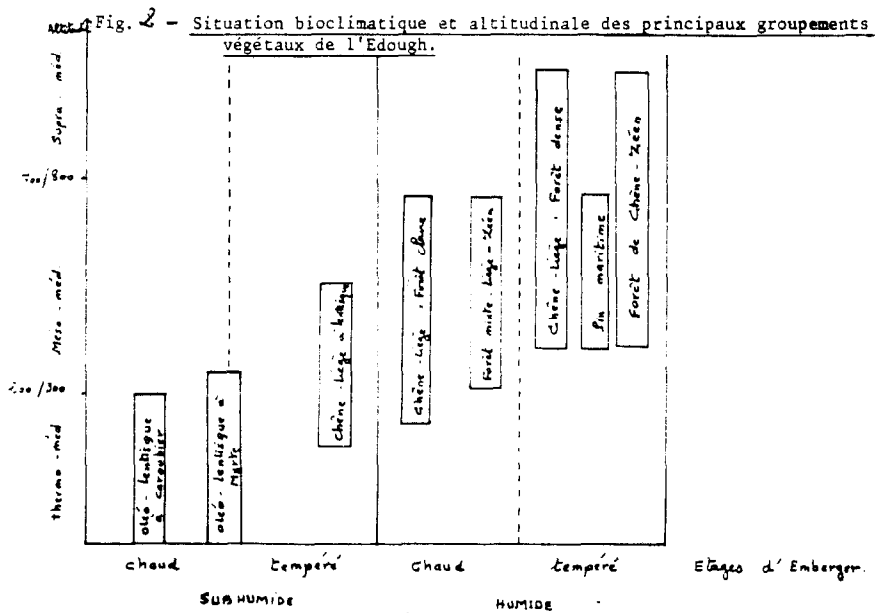 Fig. 2 - Situation bioclimatique et altitudinale des principaux groupements
végétaux de l'Edough.
Altitude
Supra - méd
700/800
Méso - méd
200/300
Thermo - méd
Oléo - lentisque
à Caroubier
Oléo - lentisque à
Myrte
Chêne - Liège à lentisque
Chêne - Liège , Forêt claire
Forêt mixte Liège - Zéen
Chêne - Liège , Forêt dense
Pin maritime
Forêt de Chêne - Zéen
chaud
tempéré
Chaud
tempéré
Etages d'Emberger.
SUBHUMIDE
HUMIDE